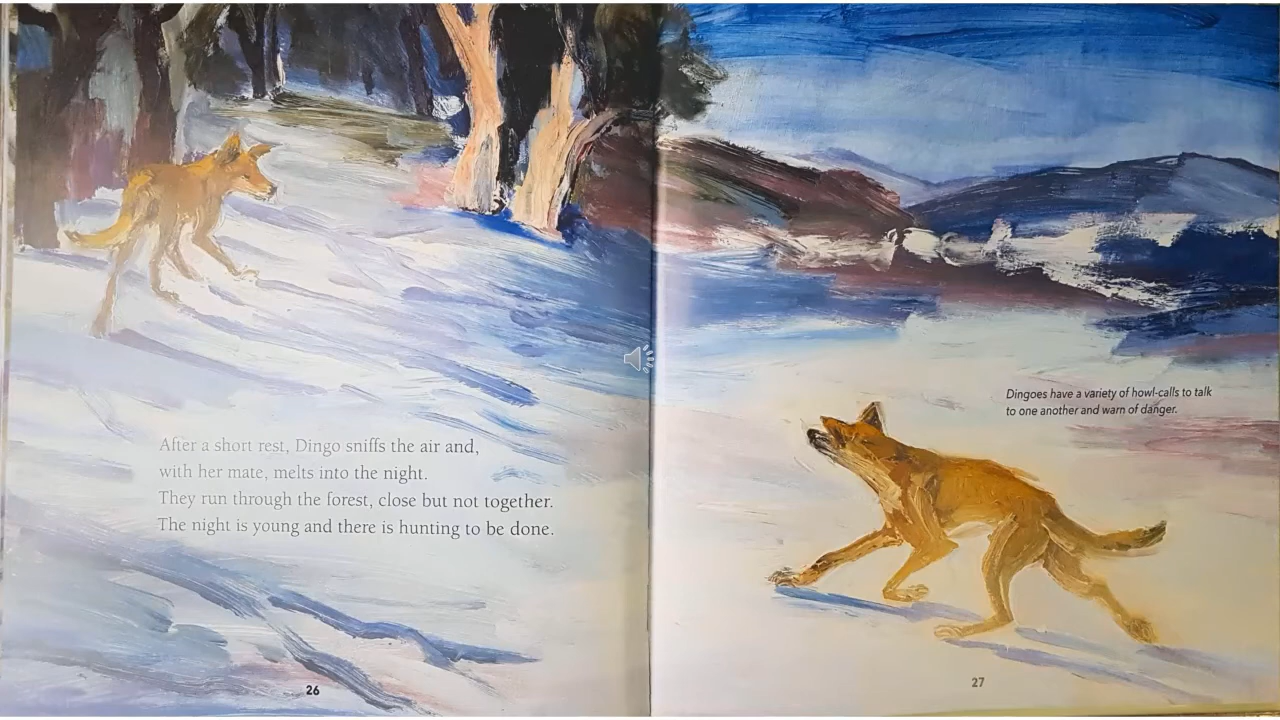 After a short rest, Dingo sniffs the air and,
with her mate, melts into the night.
They run through the forest, close but not together.
The night is young and there is hunting to be done.
26
Dingoes have a variety of howl-calls to talk
to one another and warn of danger.
27